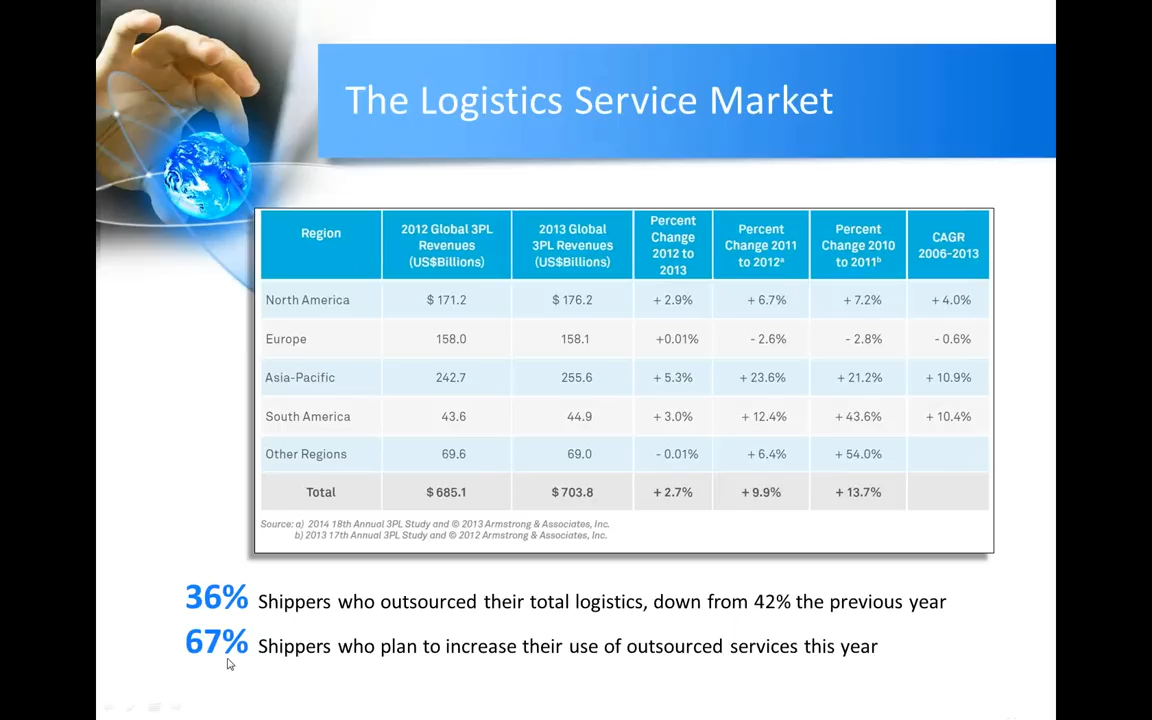 The Logistics Service Market
Region
2012 Global 3PL
Revenues
(US$Billions)
2013 Global
3PL Revenues
(US$Billions)
Percent
Change
2012 to
2013
Percent
Change 2011
to 2012ª
Percent
Change 2010
to 2011ᵇ
CAGR
2006-2013
North America $ 171.2 $ 176.2 + 2.9% + 6.7% + 7.2% + 4.0%
Europe 158.0 158.1 +0.01% - 2.6% - 2.8% - 0.6%
Asia-Pacific 242.7 255.6 + 5.3% + 23.6% + 21.2% + 10.9%
South America 43.6 44.9 + 3.0% + 12.4% + 43.6% + 10.4%
Other Regions 69.6 69.0 - 0.01% + 6.4% + 54.0%
Total $ 685.1 $ 703.8 + 2.7% + 9.9% + 13.7%
Source: a) 2014 18th Annual 3PL Study and © 2013 Armstrong & Associates, Inc.
b) 2013 17th Annual 3PL Study and © 2012 Armstrong & Associates, Inc.
36% Shippers who outsourced their total logistics, down from 42% the previous year
67% Shippers who plan to increase their use of outsourced services this year